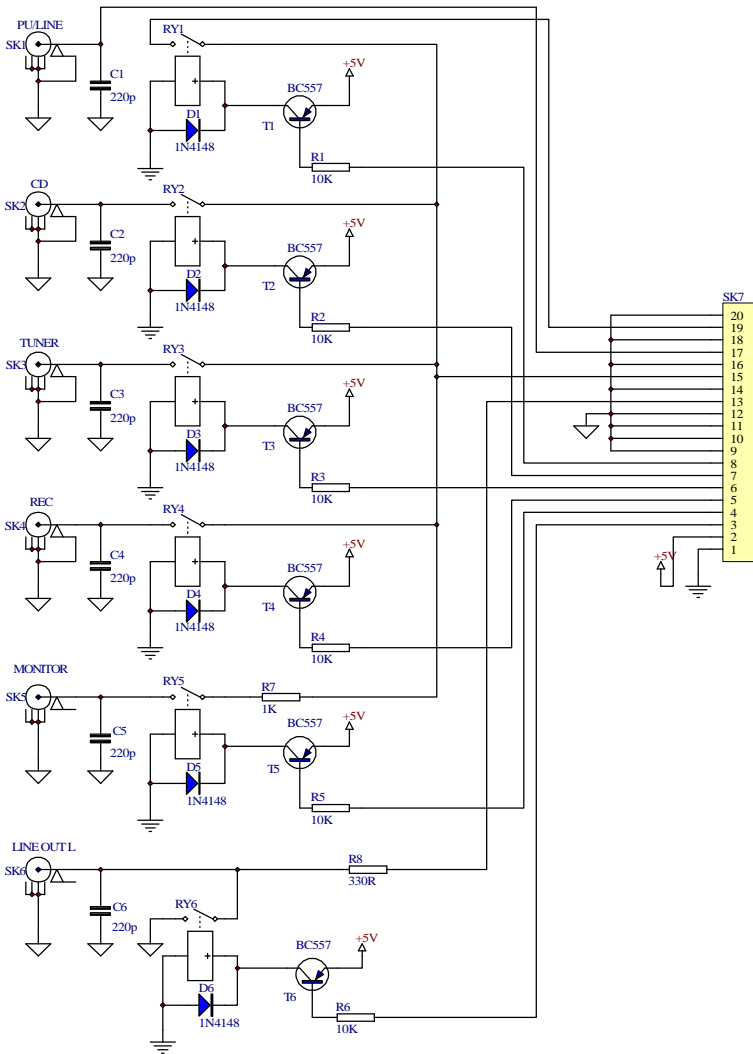 PU/LINE
SK1
C1
220p
RY1
+
D1
1N4148
T1
BC557
+5V
R1
10K
CD
SK2
C2
220p
RY2
+
D2
1N4148
T2
BC557
+5V
R2
10K
TUNER
SK3
C3
220p
RY3
+
D3
1N4148
T3
BC557
+5V
R3
10K
REC
SK4
C4
220p
RY4
+
D4
1N4148
T4
BC557
+5V
R4
10K
MONITOR
SK5
C5
220p
RY5
+
D5
1N4148
R7
1K
T5
BC557
+5V
R5
10K
LINE OUT L
SK6
C6
220p
RY6
+
D6
1N4148
R8
330R
T6
BC557
+5V
R6
10K
SK7
20
19
18
17
16
15
14
13
12
11
10
9
8
7
6
5
4
3
2
1
+5V